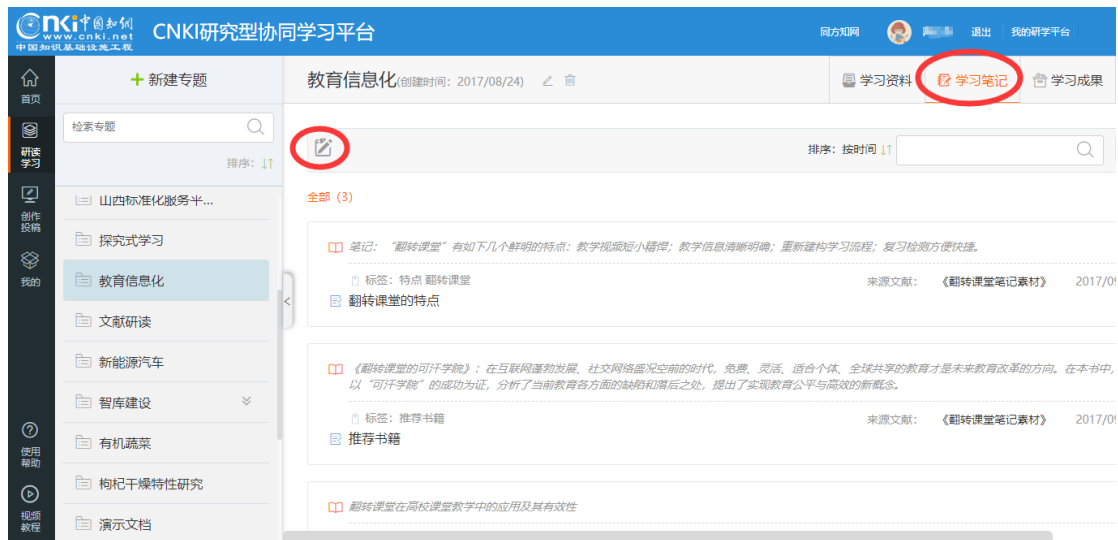 cnki中国知网
www.cnki.net
中国知识基础设施工程
CNKI研究型协同学习平台
同方知网
退出
我的研学平台
首页
研读
学习
创作
投稿
我的
使用
帮助
视频
教程
+ 新建专题
检索专题
排序: ↓↑
山西标准化服务平...
探究式学习
教育信息化
文献研读
新能源汽车
智库建设
有机蔬菜
枸杞干燥特性研究
演示文档
教育信息化(创建时间: 2017/08/24)
学习资料
学习笔记
学习成果
排序: 按时间 ↓↑
全部 (3)
笔记: “翻转课堂”有如下几个鲜明的特点: 教学视频短小精悍; 教学信息清晰明确; 重新建构学习流程; 复习检测方便快捷。
标签: 特点 翻转课堂
来源文献: 《翻转课堂笔记素材》 2017/09
翻转课堂的特点
《翻转课堂的可汗学院》: 在互联网蓬勃发展、社交网络盛况空前的时代, 免费、灵活、适合个体、全球共享的教育才是未来教育改革的方向。在本书中,
以“可汗学院”的成功为证, 分析了当前教育各方面的缺陷和落后之处, 提出了实现教育公平与高效的新概念。
标签: 推荐书籍
来源文献: 《翻转课堂笔记素材》 2017/09
推荐书籍
翻转课堂在高校课堂教学中的应用及其有效性